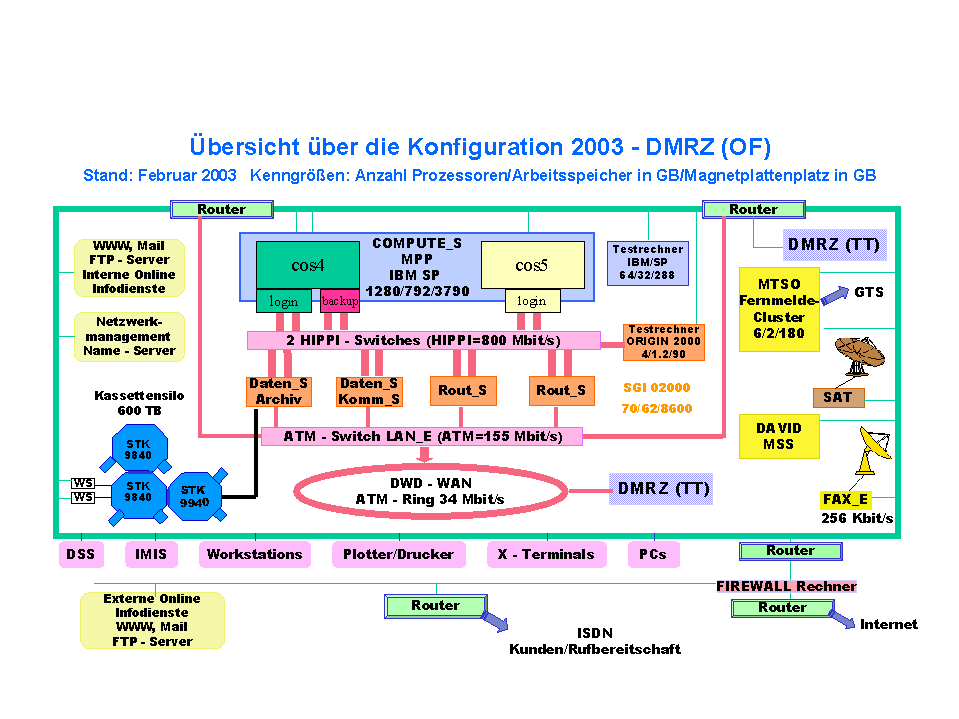 Übersicht über die Konfiguration 2003 - DMRZ (OF)
Stand: Februar 2003   Kenngrößen: Anzahl Prozessoren/Arbeitsspeicher in GB/Magnetplattenplatz in GB
Router
Router
WWW, Mail
FTP - Server
Interne Online
Infodienste
cos4
login
backup
COMPUTE_S
MPP
IBM SP
1280/792/3790
cos5
login
Testrechner
IBM/SP
64/32/288
DMRZ (TT)
MTSO
Fernmelde-
Cluster
6/2/180
GTS
Netzwerk-
management
Name - Server
2 HIPPI - Switches (HIPPI=800 Mbit/s)
Testrechner
ORIGIN 2000
4/1.2/90
Kassettensilo
600 TB
Daten_S
Archiv
Daten_S
Komm_S
Rout_S
Rout_S
SGI O2000
70/62/8600
SAT
ATM - Switch LAN_E (ATM=155 Mbit/s)
DAVID
MSS
STK
9840
WS
WS
STK
9840
STK
9940
DWD - WAN
ATM - Ring 34 Mbit/s
DMRZ (TT)
FAX_E
256 Kbit/s
DSS
IMIS
Workstations
Plotter/Drucker
X - Terminals
PCs
Router
FIREWALL Rechner
Router
Internet
Externe Online
Infodienste
WWW, Mail
FTP - Server
Router
ISDN
Kunden/Rufbereitschaft